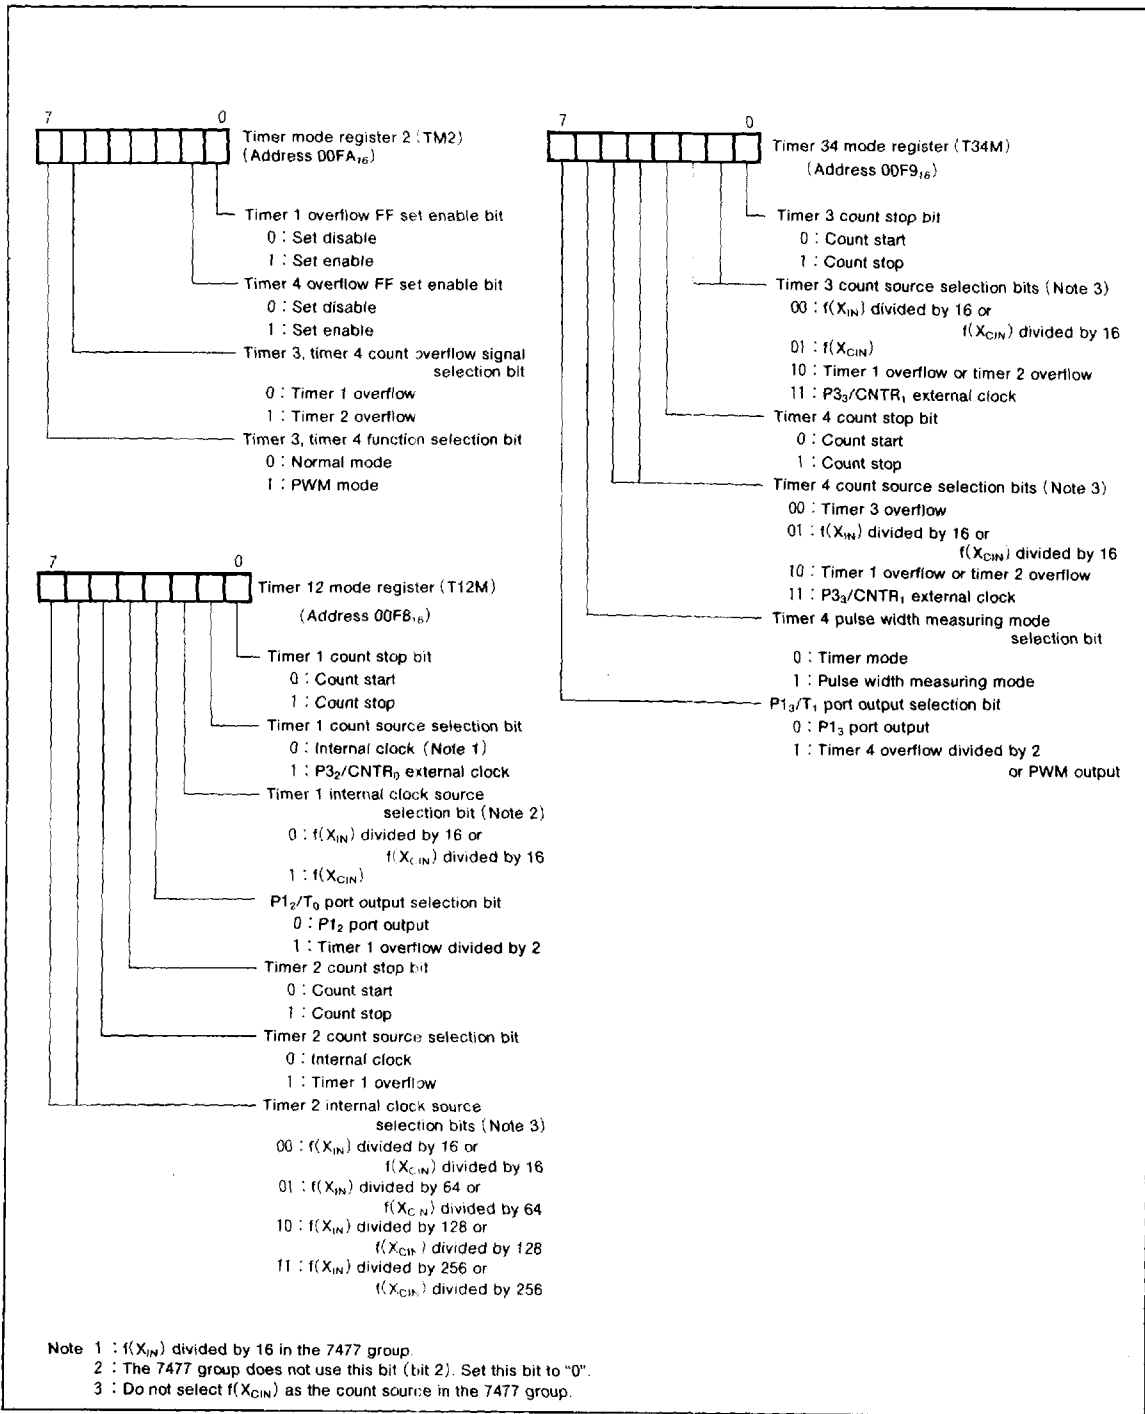 7 0
Timer mode register 2 (TM2)
(Address 00FA₁₆)
Timer 1 overflow FF set enable bit
0 : Set disable
1 : Set enable
Timer 4 overflow FF set enable bit
0 : Set disable
1 : Set enable
Timer 3, timer 4 count overflow signal
selection bit
0 : Timer 1 overflow
1 : Timer 2 overflow
Timer 3, timer 4 function selection bit
0 : Normal mode
1 : PWM mode
7 0
Timer 12 mode register (T12M)
(Address 00F8₁₆)
Timer 1 count stop bit
0 : Count start
1 : Count stop
Timer 1 count source selection bit
0 : Internal clock (Note 1)
1 : P3₂/CNTR₀ external clock
Timer 1 internal clock source
selection bit (Note 2)
0 : f(X_IN) divided by 16 or
f(X_CIN) divided by 16
1 : f(X_CIN)
P1₂/T₀ port output selection bit
0 : P1₂ port output
1 : Timer 1 overflow divided by 2
Timer 2 count stop bit
0 : Count start
1 : Count stop
Timer 2 count source selection bit
0 : Internal clock
1 : Timer 1 overflow
Timer 2 internal clock source
selection bits (Note 3)
00 : f(X_IN) divided by 16 or
f(X_CIN) divided by 16
01 : f(X_IN) divided by 64 or
f(X_CIN) divided by 64
10 : f(X_IN) divided by 128 or
f(X_CIN) divided by 128
11 : f(X_IN) divided by 256 or
f(X_CIN) divided by 256
7 0
Timer 34 mode register (T34M)
(Address 00F9₁₆)
Timer 3 count stop bit
0 : Count start
1 : Count stop
Timer 3 count source selection bits (Note 3)
00 : f(X_IN) divided by 16 or
f(X_CIN) divided by 16
01 : f(X_CIN)
10 : Timer 1 overflow or timer 2 overflow
11 : P3₃/CNTR₁ external clock
Timer 4 count stop bit
0 : Count start
1 : Count stop
Timer 4 count source selection bits (Note 3)
00 : Timer 3 overflow
01 : f(X_IN) divided by 16 or
f(X_CIN) divided by 16
10 : Timer 1 overflow or timer 2 overflow
11 : P3₃/CNTR₁ external clock
Timer 4 pulse width measuring mode
selection bit
0 : Timer mode
1 : Pulse width measuring mode
P1₃/T₁ port output selection bit
0 : P1₃ port output
1 : Timer 4 overflow divided by 2
or PWM output
Note 1 : f(X_IN) divided by 16 in the 7477 group.
2 : The 7477 group does not use this bit (bit 2). Set this bit to "0".
3 : Do not select f(X_CIN) as the count source in the 7477 group.